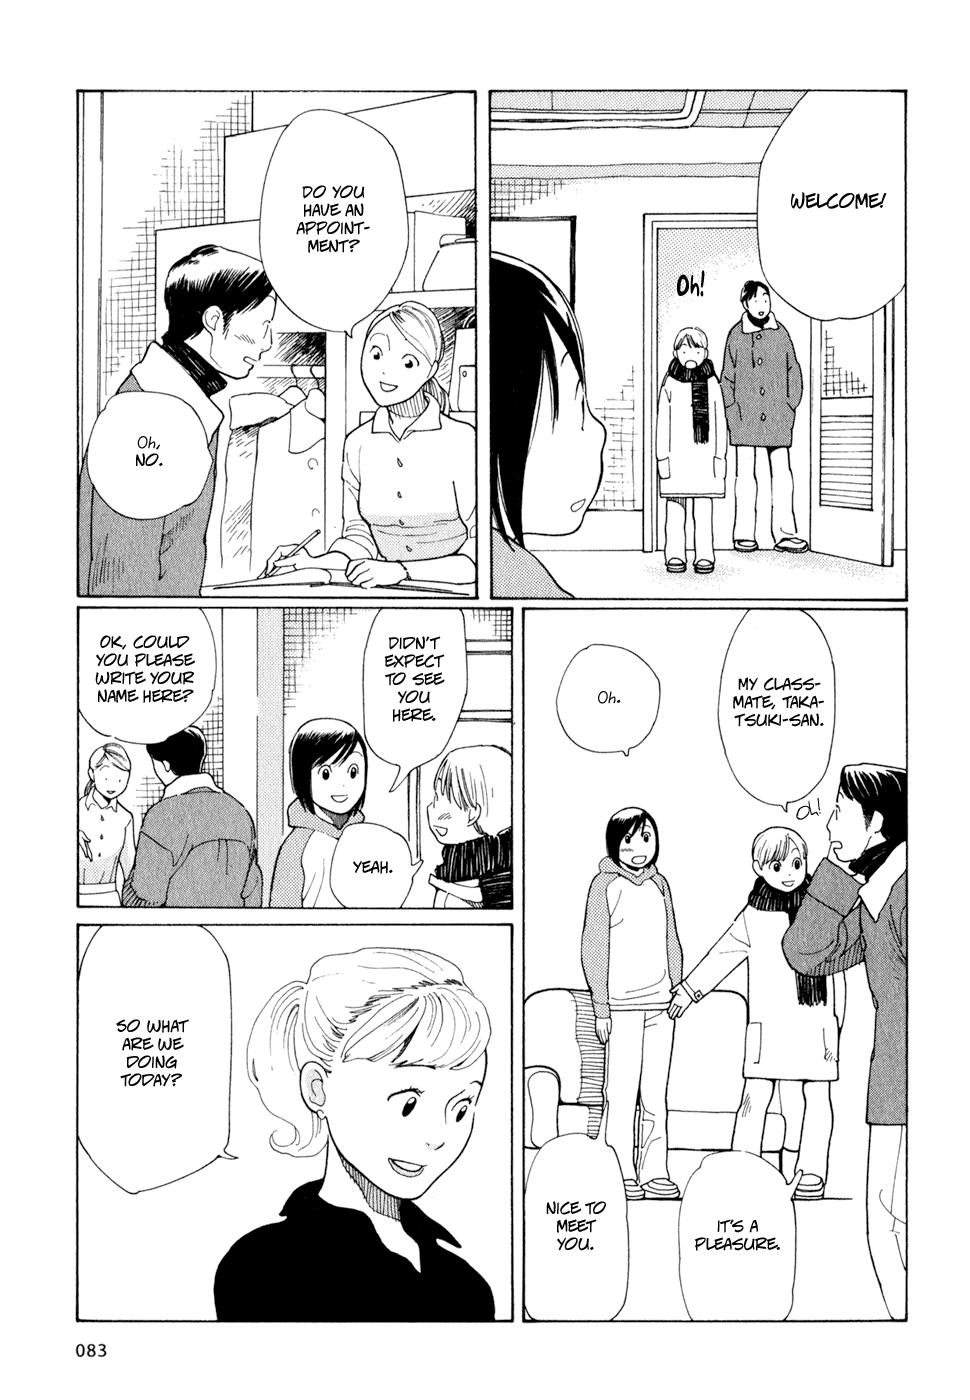 WELCOME!
Oh!
DO YOU
HAVE AN
APPOINT-
MENT?
Oh,
NO.
DIDN'T
EXPECT
TO SEE
YOU
HERE.
YEAH.
OK, COULD
YOU PLEASE
WRITE YOUR
NAME HERE?
MY CLASS-
MATE, TAKA-
TSUKI-SAN.
Oh!
Oh.
IT'S A
PLEASURE.
NICE TO
MEET
YOU.
SO WHAT
ARE WE
DOING
TODAY?
083